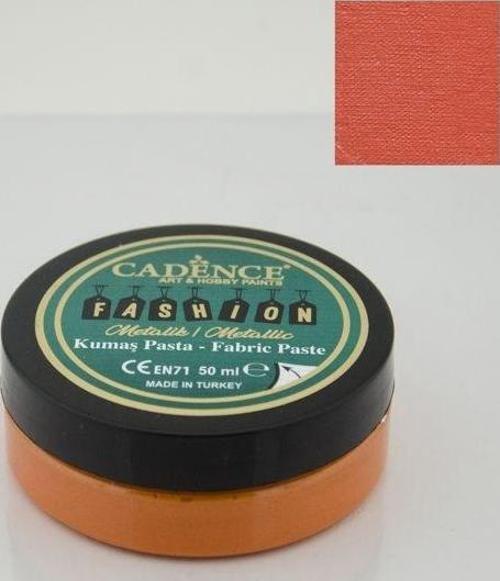 CADENCE®
ART & HOBBY PAINTS
FASHION
Metalik / Metallic
Kumaş Pasta - Fabric Paste
CE EN71 50 ml ℮
MADE IN TURKEY